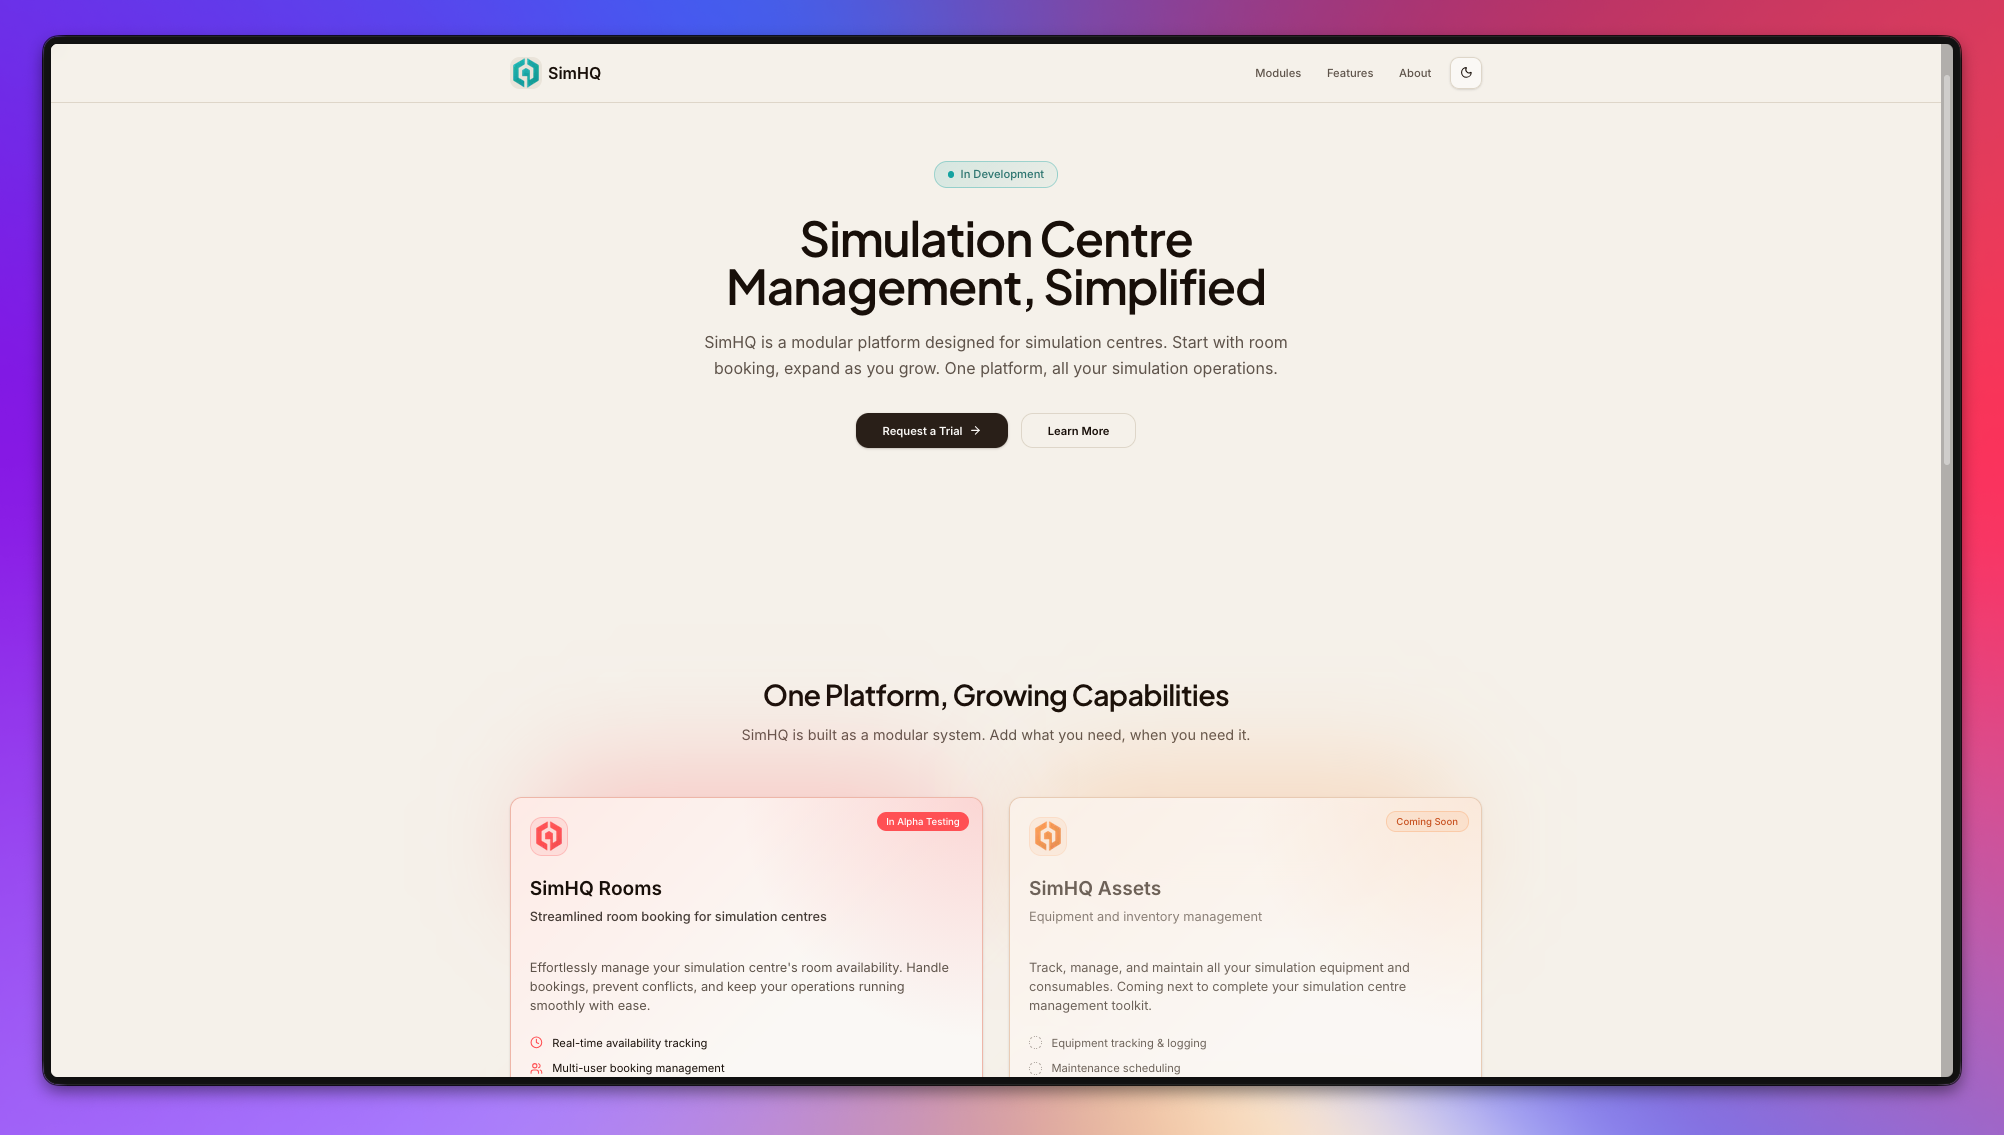 SimHQ
Modules
Features
About
In Development
Simulation Centre
Management, Simplified
SimHQ is a modular platform designed for simulation centres. Start with room
booking, expand as you grow. One platform, all your simulation operations.
Request a Trial →
Learn More
One Platform, Growing Capabilities
SimHQ is built as a modular system. Add what you need, when you need it.
In Alpha Testing
SimHQ Rooms
Streamlined room booking for simulation centres
Effortlessly manage your simulation centre's room availability. Handle
bookings, prevent conflicts, and keep your operations running
smoothly with ease.
Real-time availability tracking
Multi-user booking management
Coming Soon
SimHQ Assets
Equipment and inventory management
Track, manage, and maintain all your simulation equipment and
consumables. Coming next to complete your simulation centre
management toolkit.
Equipment tracking & logging
Maintenance scheduling